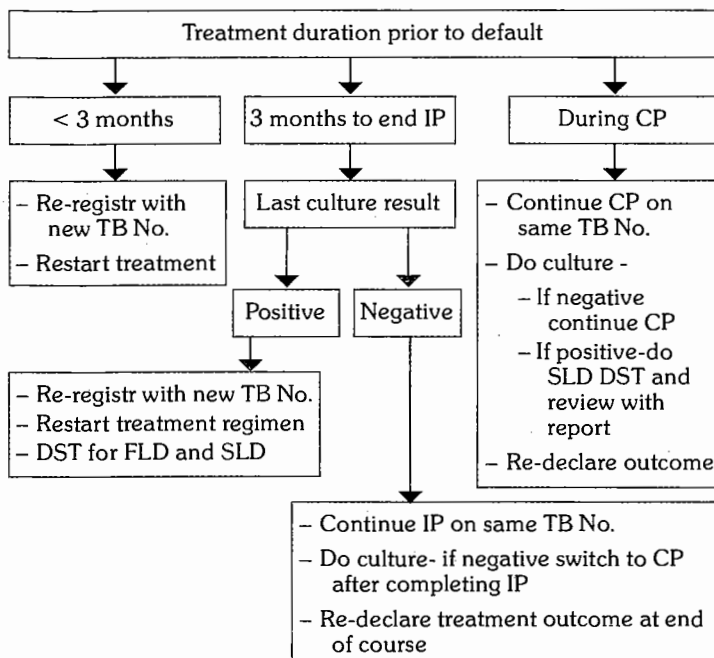 Treatment duration prior to default
< 3 months
3 months to end IP
During CP
– Re-registr with
new TB No.
– Restart treatment
Last culture result
– Continue CP on
same TB No.
– Do culture -
– If negative
continue CP
– If positive-do
SLD DST and
review with
report
– Re-declare outcome
Positive
Negative
– Re-registr with new TB No.
– Restart treatment regimen
– DST for FLD and SLD
– Continue IP on same TB No.
– Do culture- if negative switch to CP
after completing IP
– Re-declare treatment outcome at end
of course